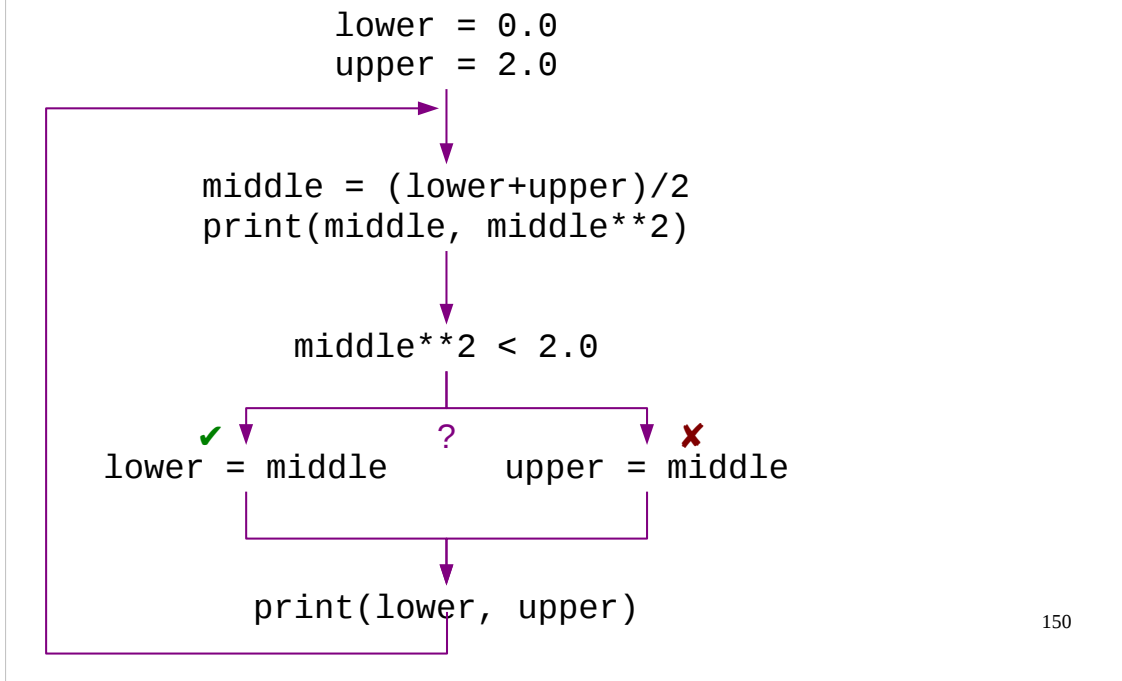 lower = 0.0
upper = 2.0
middle = (lower+upper)/2
print(middle, middle**2)
middle**2 < 2.0
✔ ? ✘
lower = middle upper = middle
print(lower, upper)
150